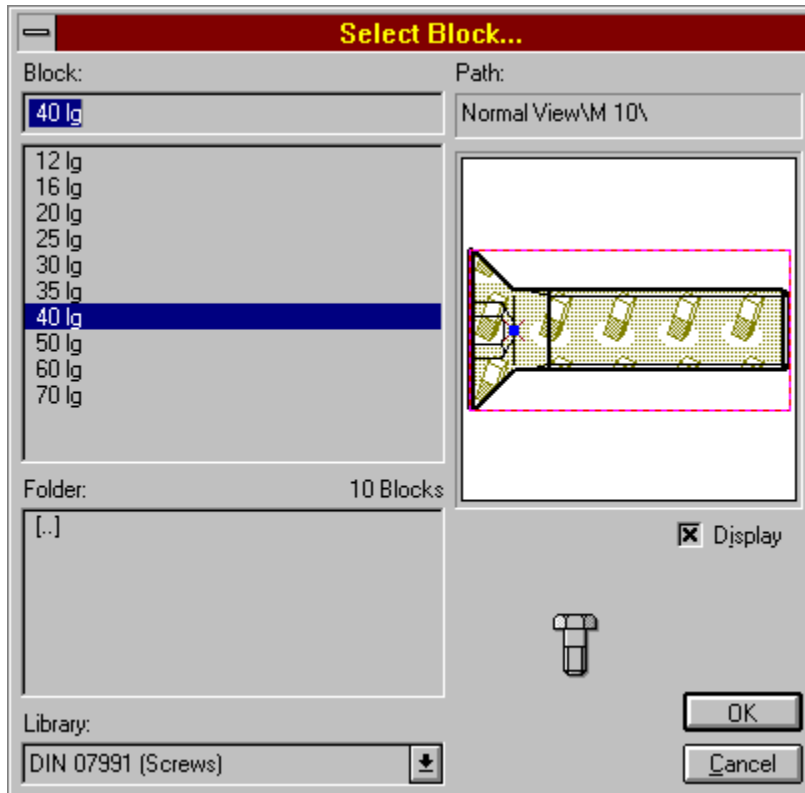 Select Block...
Block:
40 lg
12 lg
16 lg
20 lg
25 lg
30 lg
35 lg
40 lg
50 lg
60 lg
70 lg
Folder:
10 Blocks
[..]
Library:
DIN 07991 (Screws)
Path:
Normal View\M 10\
Display
OK
Cancel